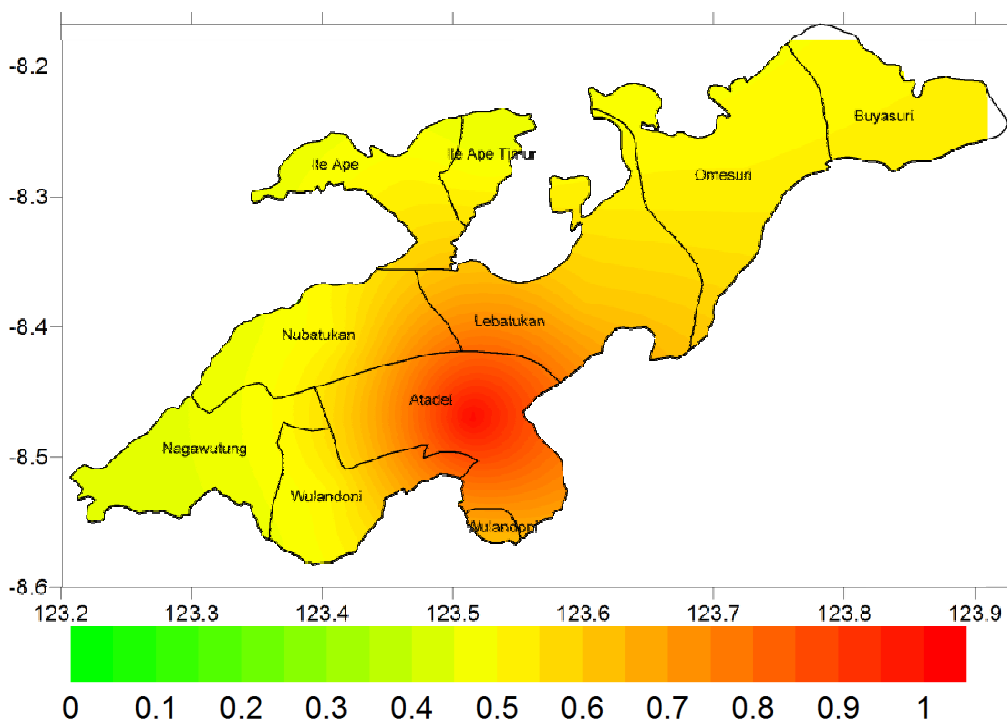 -8.2
Buyasuri
Ile Ape
Ile Ape Timur
Omesuri
-8.3
-8.4
Nubatukan
Lebatukan
Atadei
-8.5
Nagawutung
Wulandoni
Wulandoni
-8.6
123.2 123.3 123.4 123.5 123.6 123.7 123.8 123.9
0 0.1 0.2 0.3 0.4 0.5 0.6 0.7 0.8 0.9 1